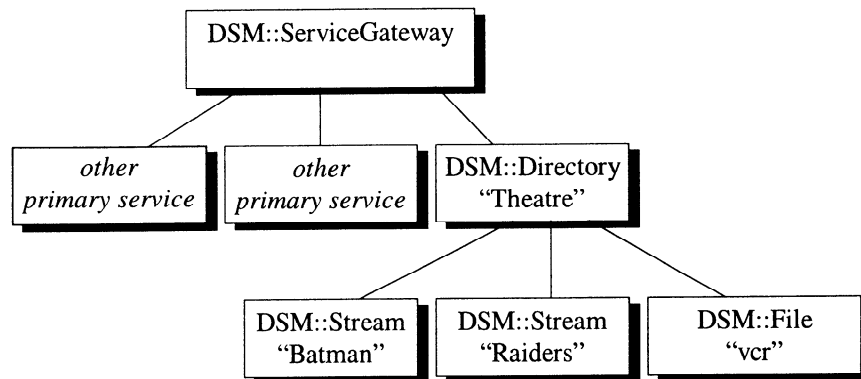 DSM::ServiceGateway
other
primary service
other
primary service
DSM::Directory
“Theatre”
DSM::Stream
“Batman”
DSM::Stream
“Raiders”
DSM::File
“vcr”